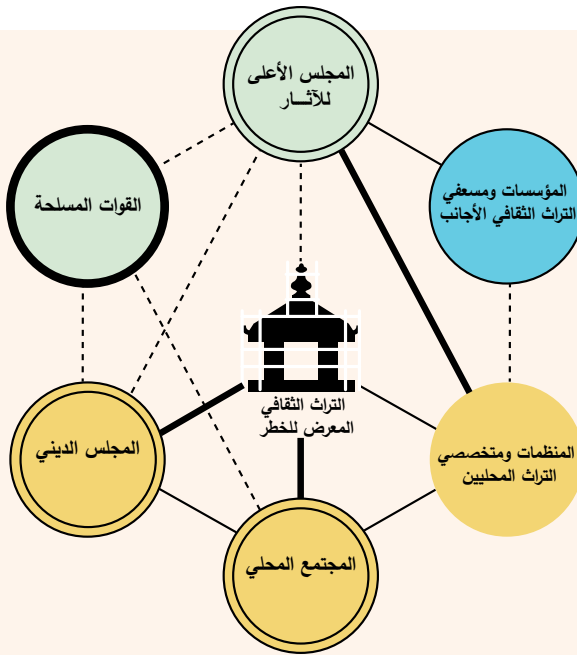 المجلس الأعلى
للآثـــار
المؤسسات ومسعفي
التراث الثقافي الأجانب
القوات المسلحة
التراث الثقافي
المعرض للخطر
المنظمات ومتخصصي
التراث المحليين
المجلس الديني
المجتمع المحلي